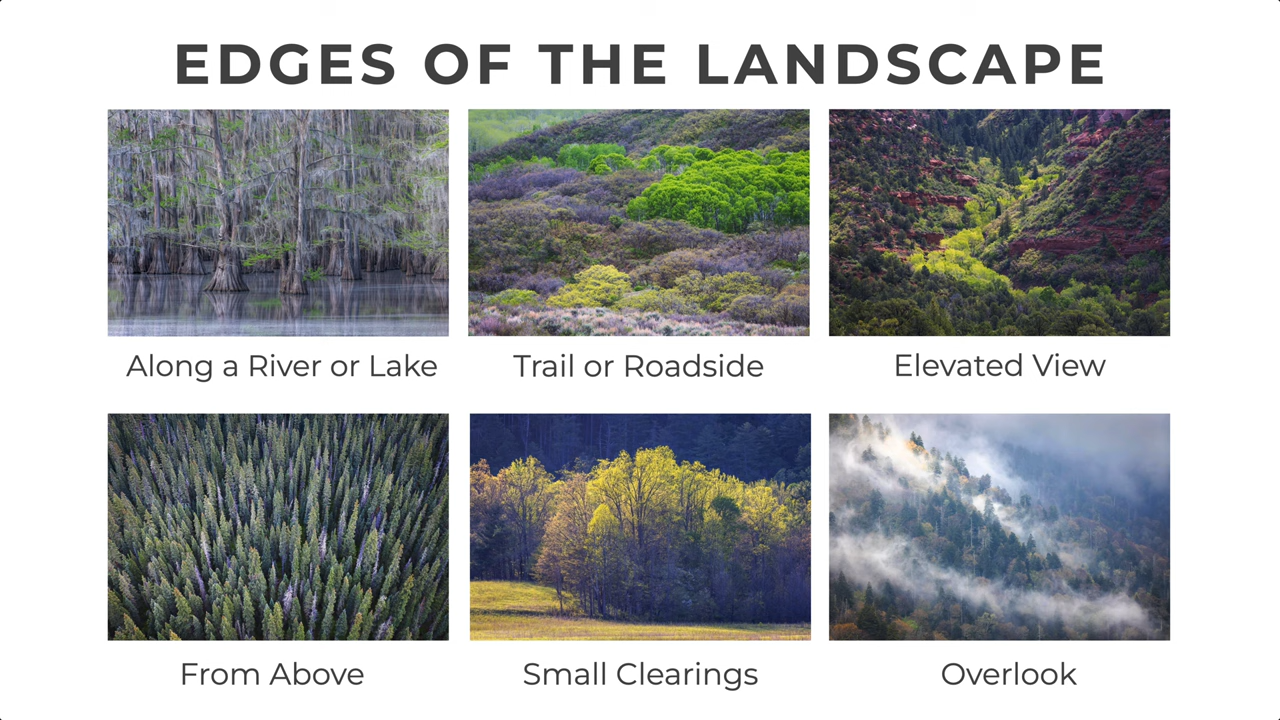 EDGES OF THE LANDSCAPE
Along a River or Lake
Trail or Roadside
Elevated View
From Above
Small Clearings
Overlook